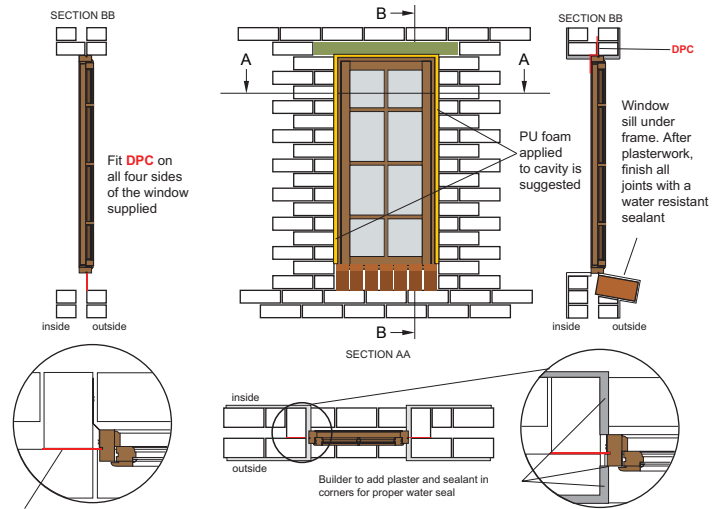 SECTION BB
Fit DPC on
all four sides
of the window
supplied
inside
outside
B
A
A
PU foam
applied
to cavity is
suggested
B
SECTION BB
DPC
Window
sill under
frame. After
plasterwork,
finish all
joints with a
water resistant
sealant
inside
outside
SECTION AA
inside
outside
Builder to add plaster and sealant in
corners for proper water seal